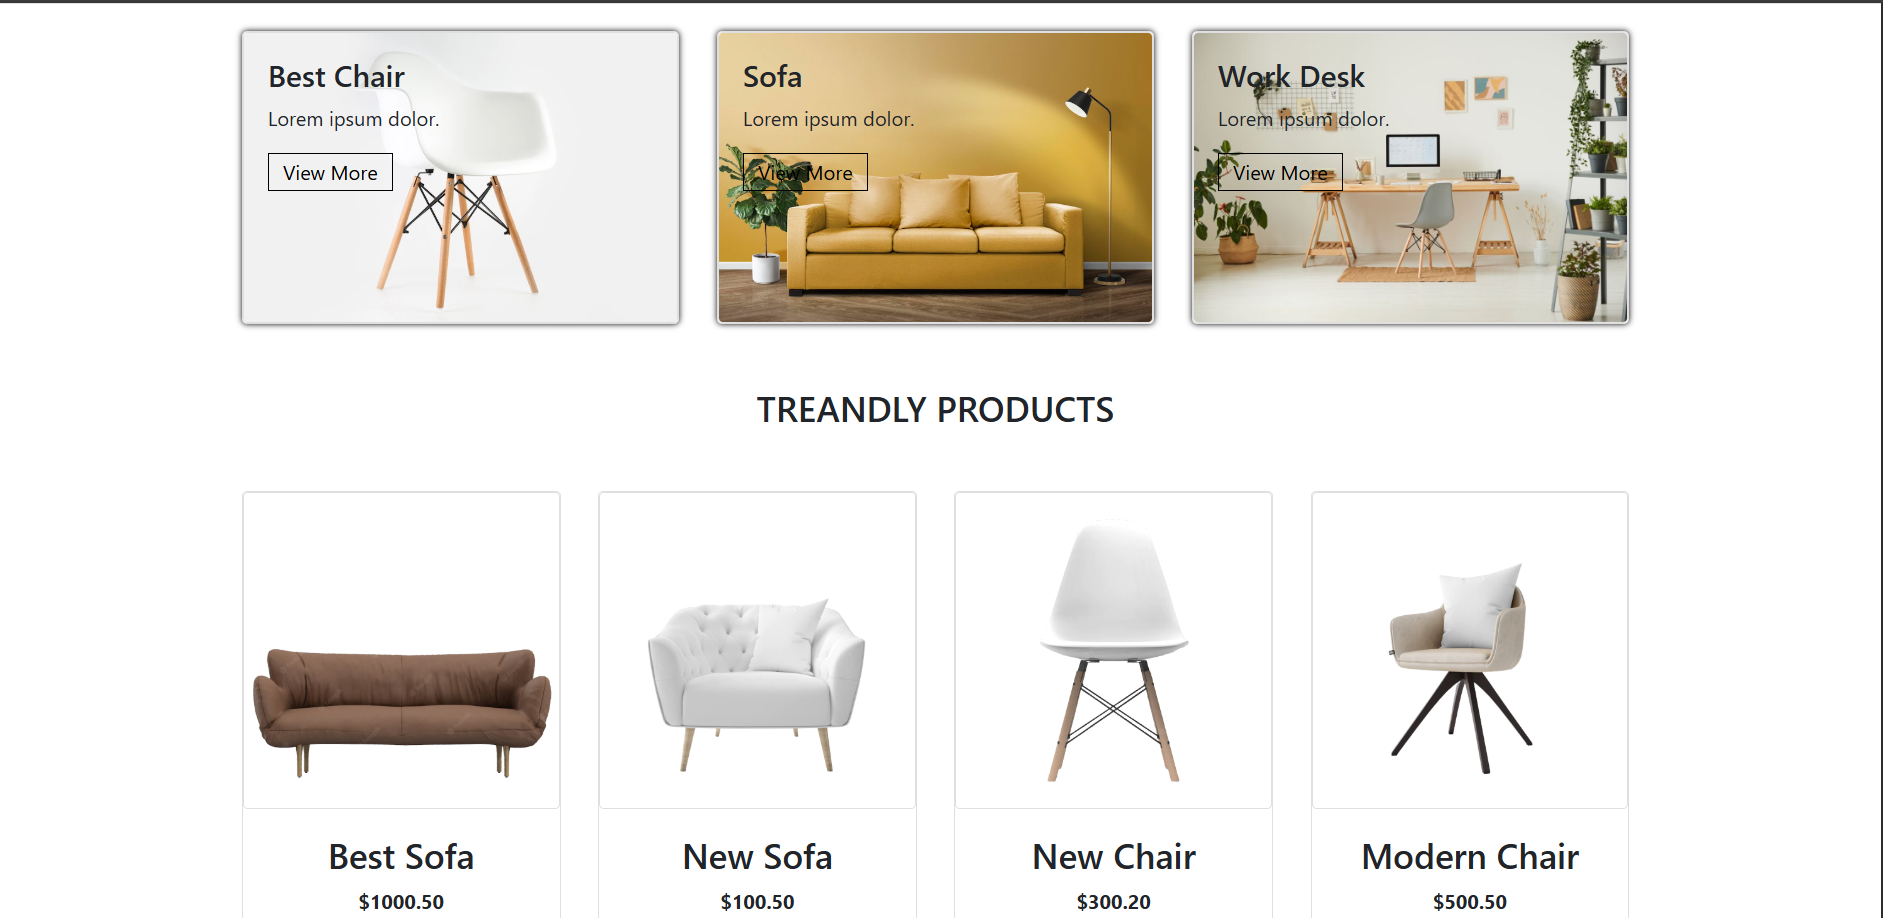 Best Chair
Lorem ipsum dolor.
View More
Sofa
Lorem ipsum dolor.
View More
Work Desk
Lorem ipsum dolor.
View More
TREANDLY PRODUCTS
Best Sofa
$1000.50
New Sofa
$100.50
New Chair
$300.20
Modern Chair
$500.50